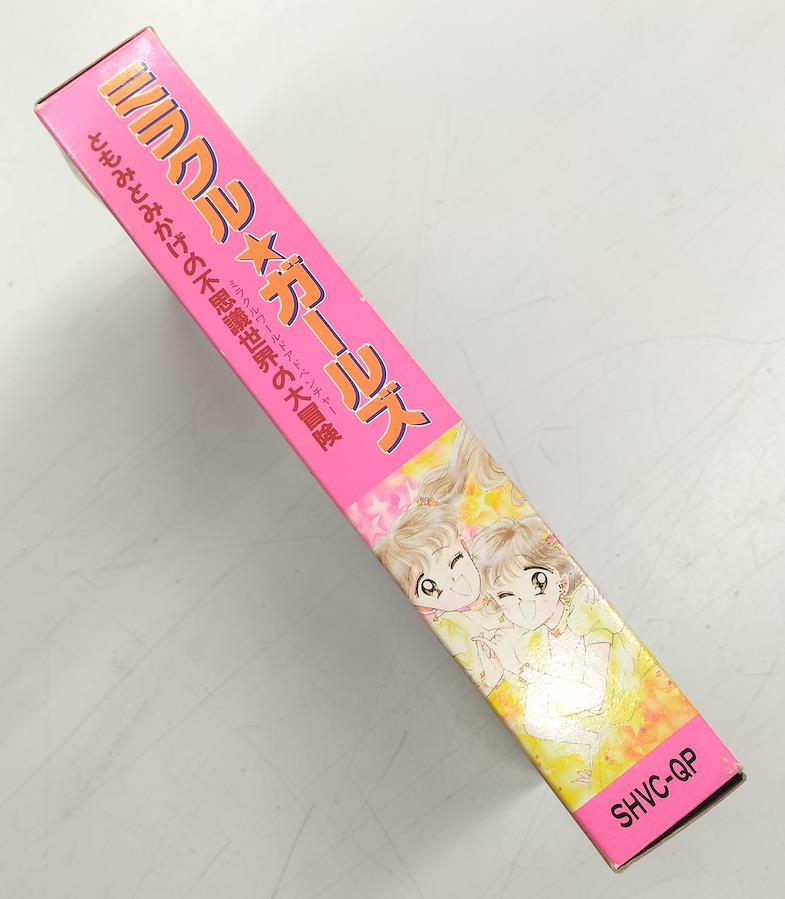 ミラクル★ガールズ
ともみとみかげの不思議世界の大冒険
ミラクルワールドアドベンチャー
SHVC-QP